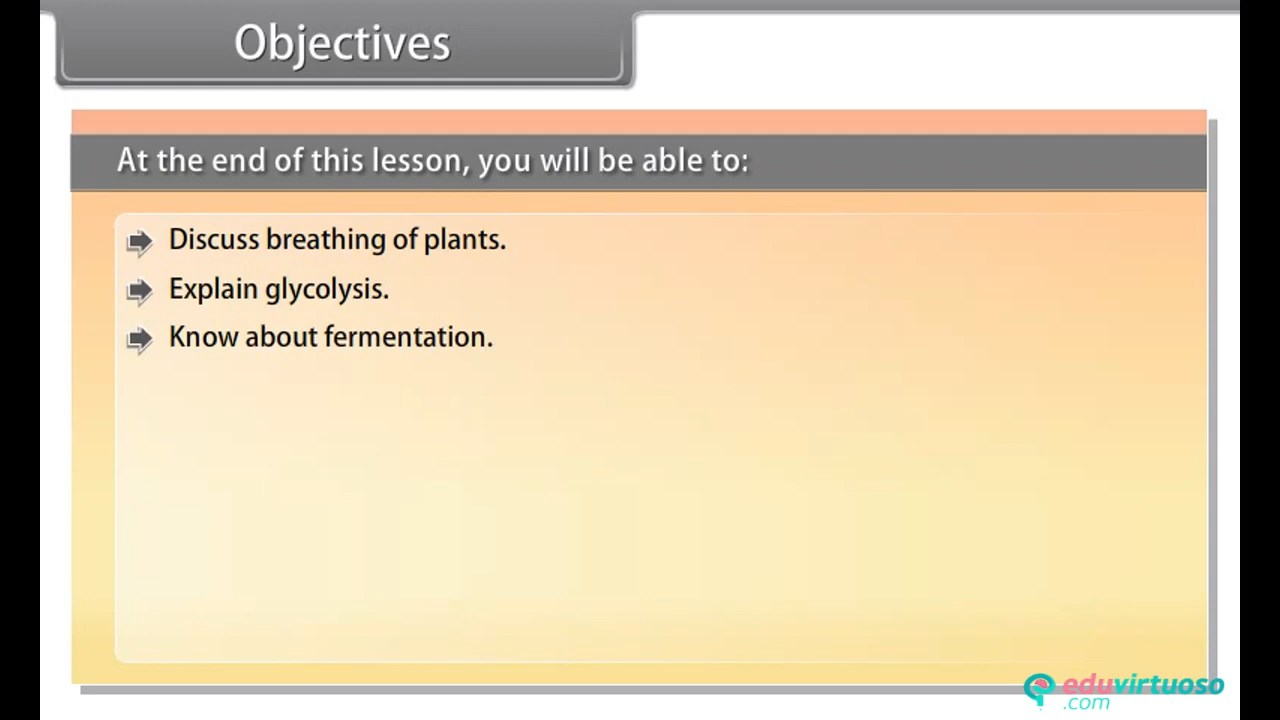 Objectives
At the end of this lesson, you will be able to:
Discuss breathing of plants.
Explain glycolysis.
Know about fermentation.
eduvirtuoso
.com